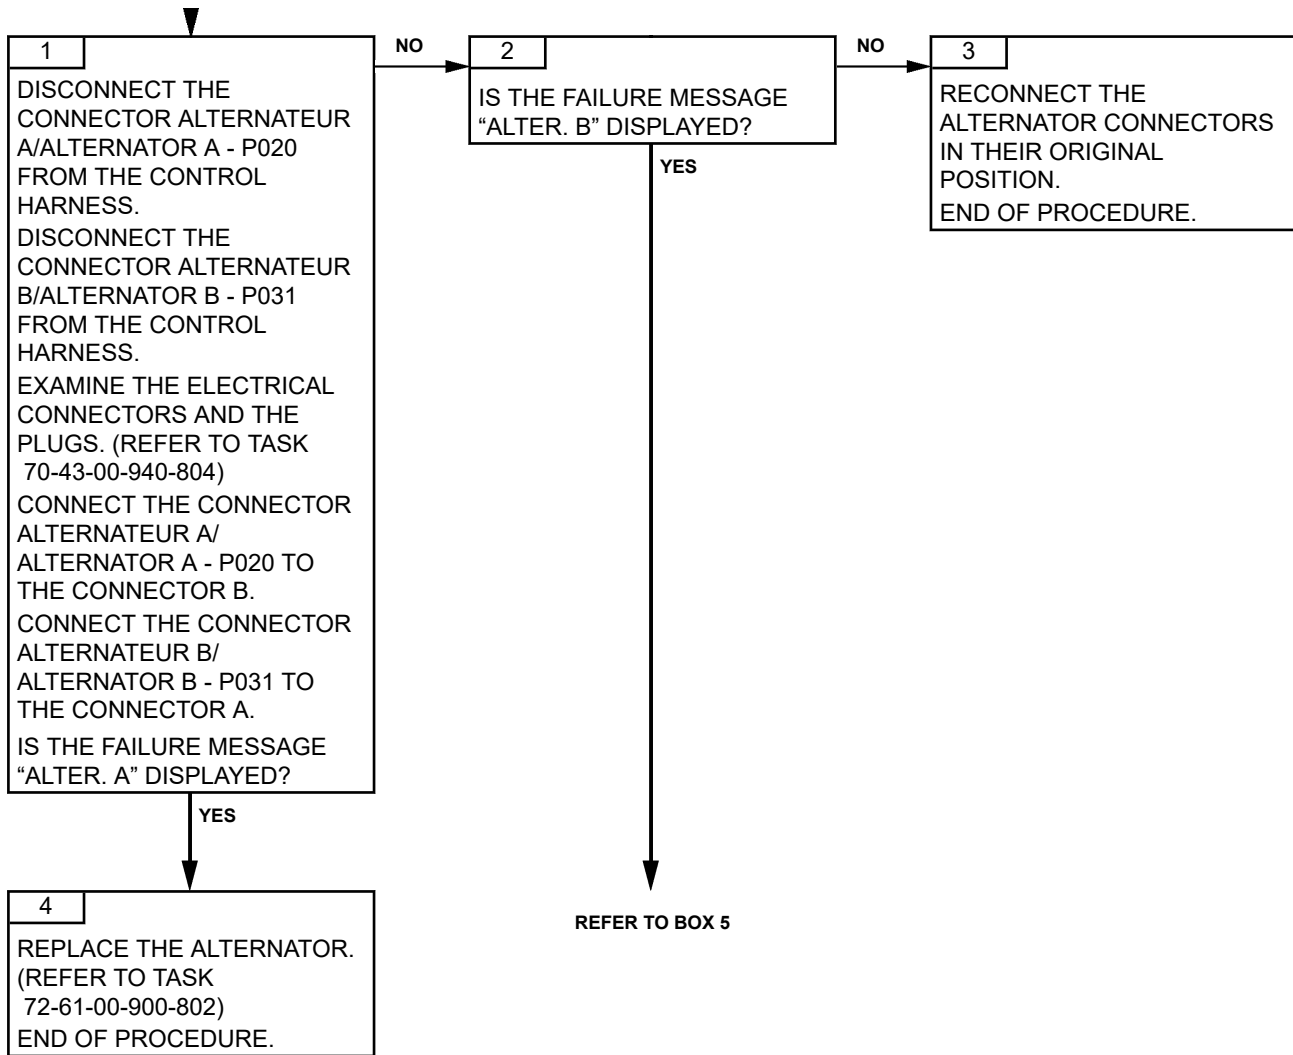 1
DISCONNECT THE
CONNECTOR ALTERNATEUR
A/ALTERNATOR A - P020
FROM THE CONTROL
HARNESS.
DISCONNECT THE
CONNECTOR ALTERNATEUR
B/ALTERNATOR B - P031
FROM THE CONTROL
HARNESS.
EXAMINE THE ELECTRICAL
CONNECTORS AND THE
PLUGS. (REFER TO TASK
70-43-00-940-804)
CONNECT THE CONNECTOR
ALTERNATEUR A/
ALTERNATOR A - P020 TO
THE CONNECTOR B.
CONNECT THE CONNECTOR
ALTERNATEUR B/
ALTERNATOR B - P031 TO
THE CONNECTOR A.
IS THE FAILURE MESSAGE
“ALTER. A” DISPLAYED?
NO
2
IS THE FAILURE MESSAGE
“ALTER. B” DISPLAYED?
NO
3
RECONNECT THE
ALTERNATOR CONNECTORS
IN THEIR ORIGINAL
POSITION.
END OF PROCEDURE.
YES
YES
4
REPLACE THE ALTERNATOR.
(REFER TO TASK
72-61-00-900-802)
END OF PROCEDURE.
REFER TO BOX 5